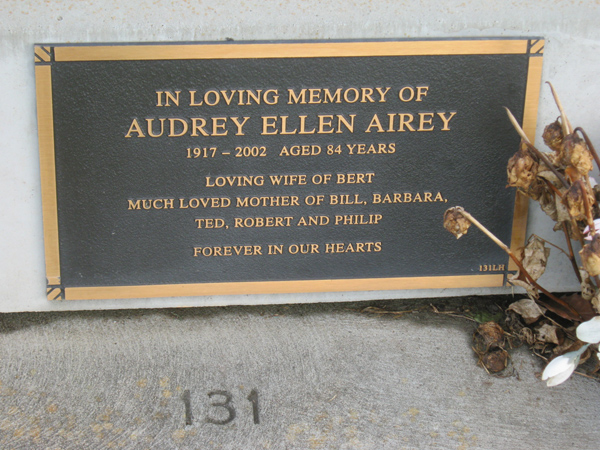 IN LOVING MEMORY OF
AUDREY ELLEN AIREY
1917 – 2002 AGED 84 YEARS
LOVING WIFE OF BERT
MUCH LOVED MOTHER OF BILL, BARBARA,
TED, ROBERT AND PHILIP
FOREVER IN OUR HEARTS
131LH
131